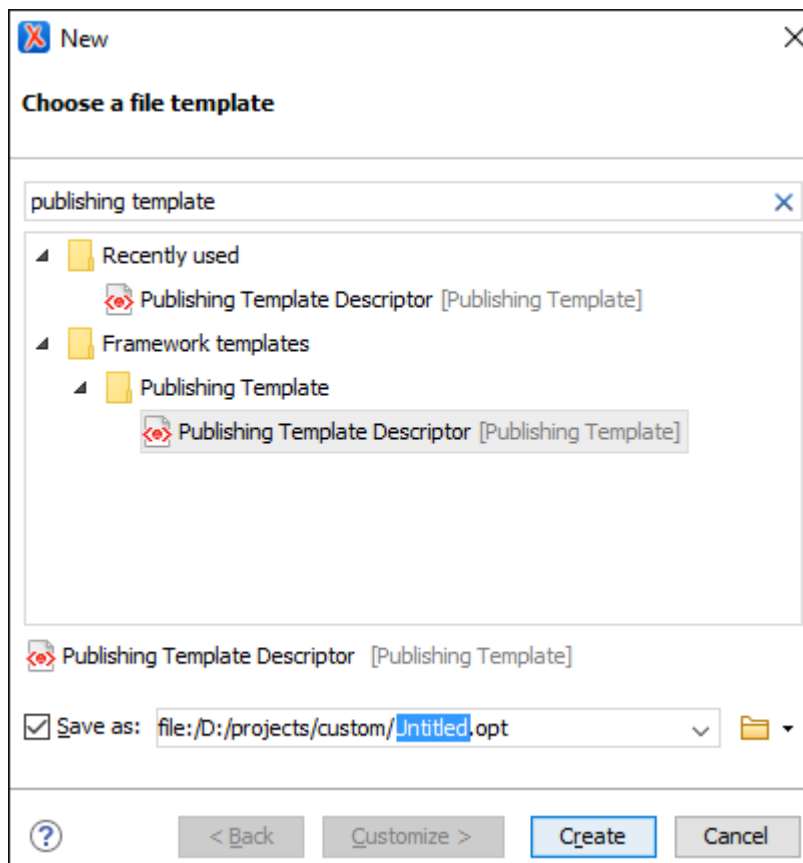 New
Choose a file template
publishing template
Recently used
Publishing Template Descriptor [Publishing Template]
Framework templates
Publishing Template
Publishing Template Descriptor [Publishing Template]
Publishing Template Descriptor [Publishing Template]
Save as: file:/D:/projects/custom/Untitled.opt
< Back Customize > Create Cancel